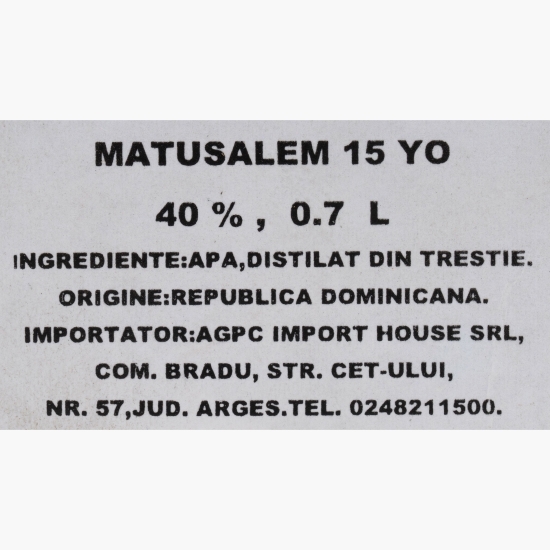 MATUSALEM 15 YO
40 % , 0.7 L
INGREDIENTE:APA,DISTILAT DIN TRESTIE.
ORIGINE:REPUBLICA DOMINICANA.
IMPORTATOR:AGPC IMPORT HOUSE SRL,
COM. BRADU, STR. CET-ULUI,
NR. 57,JUD. ARGES.TEL. 0248211500.